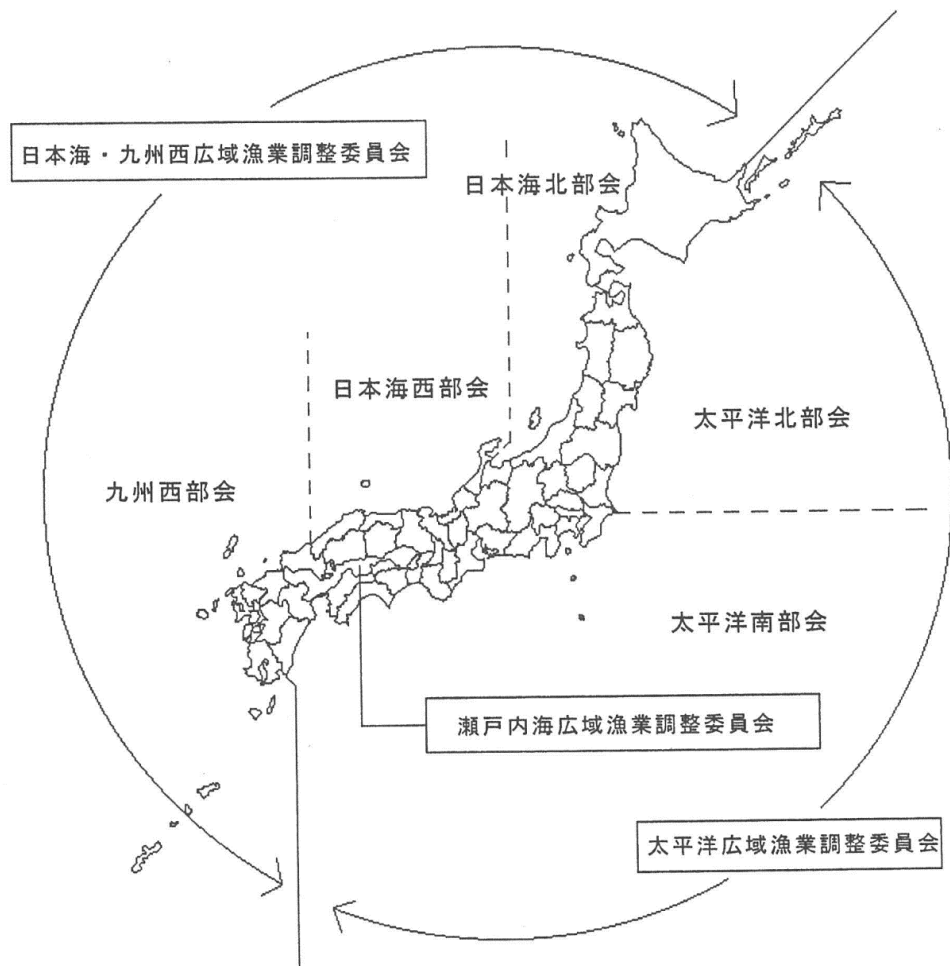 日本海・九州西広域漁業調整委員会
日本海北部会
日本海西部会
太平洋北部会
九州西部会
太平洋南部会
瀬戸内海広域漁業調整委員会
太平洋広域漁業調整委員会